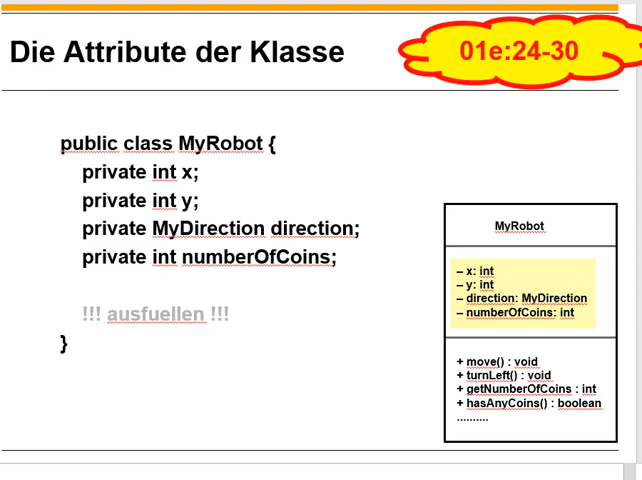 Die Attribute der Klasse
01e:24-30
public class MyRobot {
private int x;
private int y;
private MyDirection direction;
private int numberOfCoins;
!!! ausfuellen !!!
}
MyRobot
– x: int
– y: int
– direction: MyDirection
– numberOfCoins: int
+ move() : void
+ turnLeft() : void
+ getNumberOfCoins : int
+ hasAnyCoins() : boolean
..........